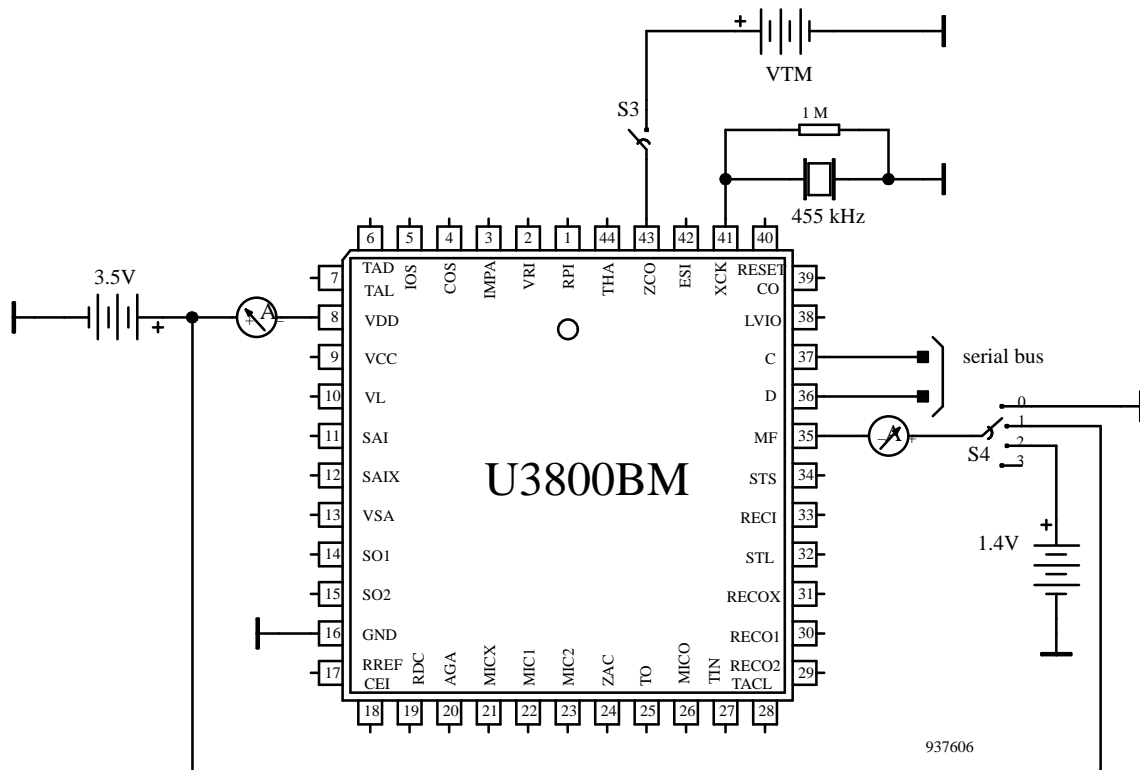 VTM
S3
1 M
455 kHz
6
5
4
3
2
1
44
43
42
41
40
TAD
IOS
COS
IMPA
VRI
RPI
THA
ZCO
ESI
XCK
RESET
3.5V
7
TAL
CO
39
8
VDD
LVIO
38
9
VCC
C
37
serial bus
10
VL
D
36
0
1
2
3
S4
11
SAI
MF
35
A
A
12
SAIX
U3800BM
STS
34
13
VSA
RECI
33
14
SO1
STL
32
1.4V
15
SO2
RECOX
31
16
GND
RECO1
30
17
RREF
RECO2
29
CEI
RDC
AGA
MICX
MIC1
MIC2
ZAC
TO
MICO
TIN
TACL
18
19
20
21
22
23
24
25
26
27
28
937606